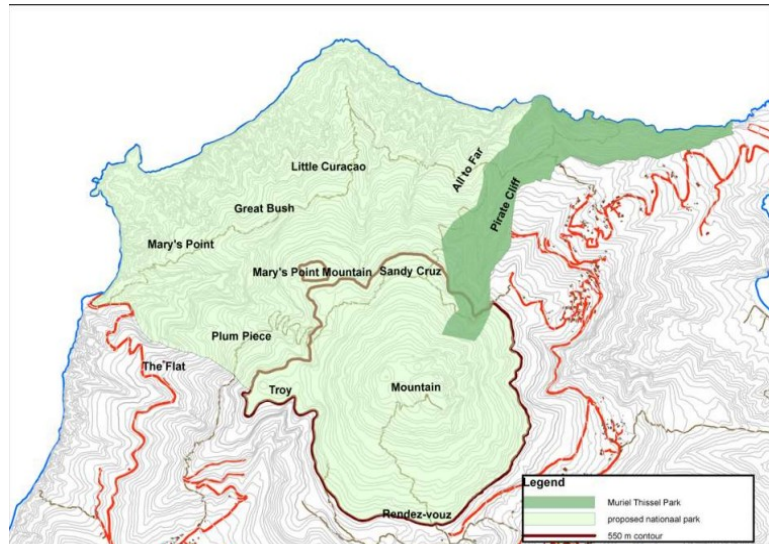 Little Curaçao
All to Far
Great Bush
Pirate Cliff
Mary's Point
Mary's Point Mountain
Sandy Cruz
Plum Piece
The Flat
Troy
Mountain
Rendez-vouz
Legend
Muriel Thissel Park
proposed nationaal park
550 m contour